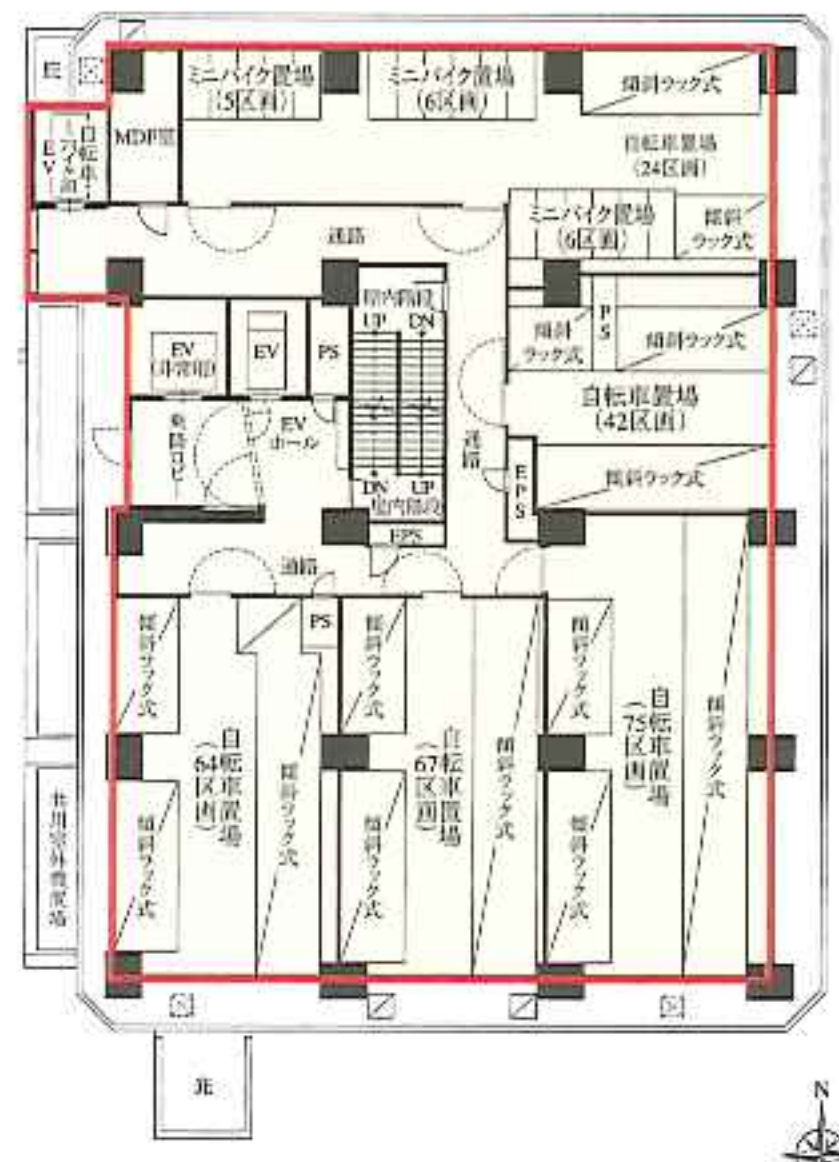 庇
ミニバイク置場
(5区画)
ミニバイク置場
(6区画)
傾斜ラック式
自転車
バイク用
EV
MDF室
自転車置場
(24区画)
ミニバイク置場
(6区画)
傾斜
ラック式
通路
屋内階段
UP DN
EV
(非常用)
EV
PS
傾斜
ラック式
PS
傾斜ラック式
乗降ロビー
EV
ホール
通路
自転車置場
(42区画)
傾斜ラック式
EPS
DN UP
屋内階段
EPS
通路
PS
傾斜ラック式
自転車置場
(64区画)
傾斜ラック式
傾斜ラック式
傾斜ラック式
自転車置場
(67区画)
傾斜ラック式
傾斜ラック式
傾斜ラック式
自転車置場
(75区画)
傾斜ラック式
傾斜ラック式
共用室外機置場
庇
N